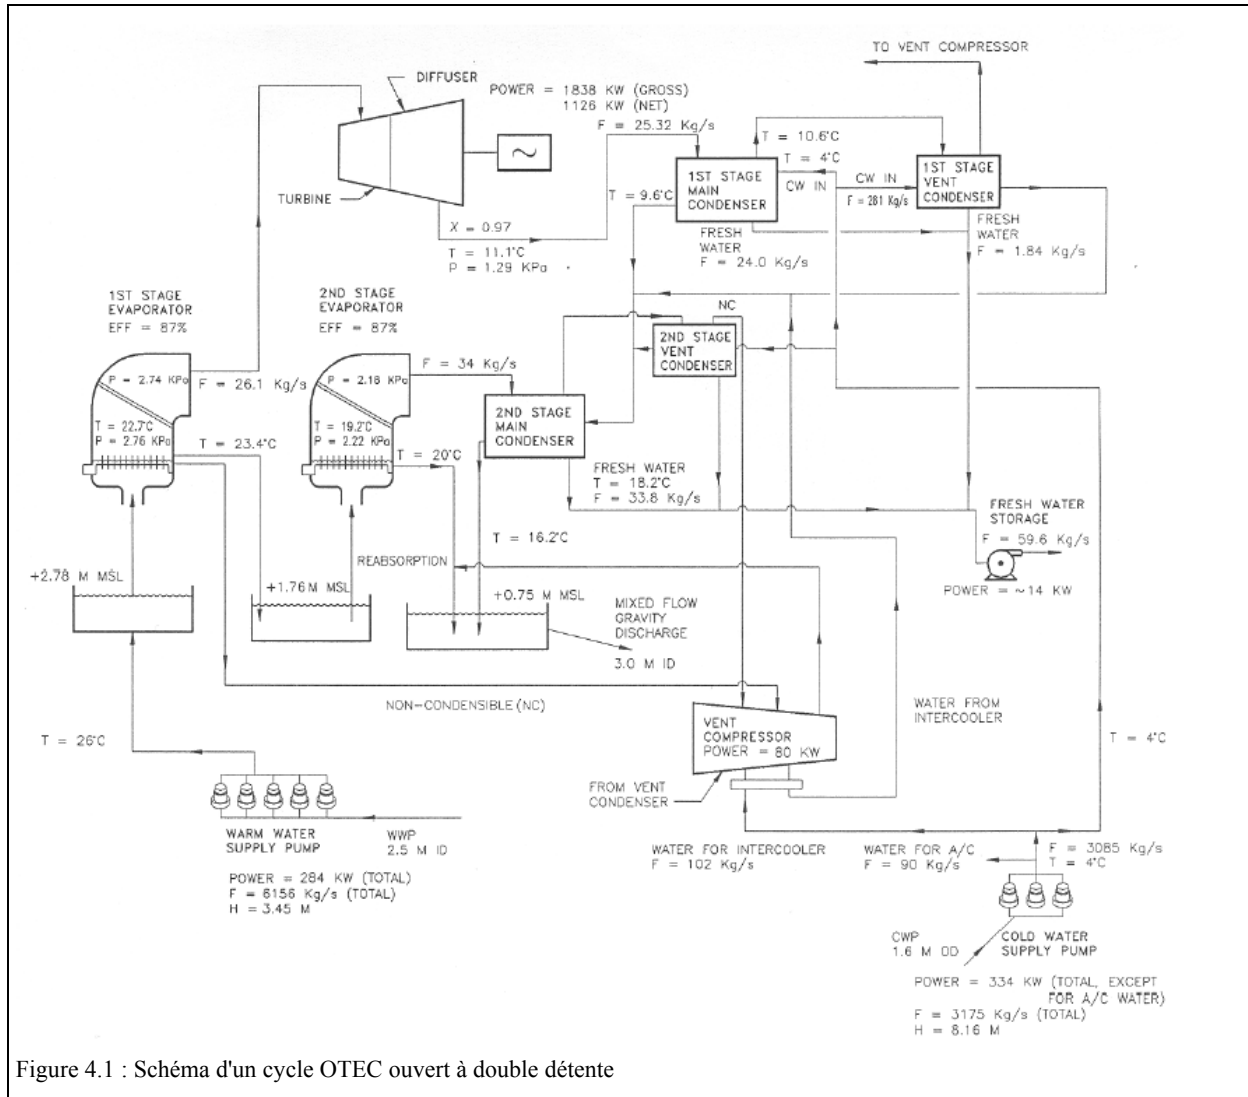 TO VENT COMPRESSOR
DIFFUSER
POWER = 1838 KW (GROSS)
1126 KW (NET)
F = 25.32 Kg/s
TURBINE
X = 0.97
T = 11.1°C
P = 1.29 KPa
T = 10.6°C
T = 4°C
CW IN
1ST STAGE
MAIN
CONDENSER
T = 9.6°C
CW IN
F = 281 Kg/s
1ST STAGE
VENT
CONDENSER
FRESH
WATER
F = 24.0 Kg/s
FRESH
WATER
F = 1.84 Kg/s
1ST STAGE
EVAPORATOR
EFF = 87%
2ND STAGE
EVAPORATOR
EFF = 87%
NC
2ND STAGE
VENT
CONDENSER
P = 2.74 KPa
F = 26.1 Kg/s
T = 22.7°C
P = 2.76 KPa
T = 23.4°C
P = 2.18 KPa
F = 34 Kg/s
T = 19.2°C
P = 2.22 KPa
T = 20°C
2ND STAGE
MAIN
CONDENSER
FRESH WATER
T = 18.2°C
F = 33.8 Kg/s
FRESH WATER
STORAGE
F = 59.6 Kg/s
POWER = ~14 KW
T = 16.2°C
REABSORPTION
+2.78 M MSL
+1.76 M MSL
+0.75 M MSL
MIXED FLOW
GRAVITY
DISCHARGE
3.0 M ID
NON-CONDENSIBLE (NC)
WATER FROM
INTERCOOLER
VENT
COMPRESSOR
POWER = 80 KW
T = 26°C
T = 4°C
FROM VENT
CONDENSER
WARM WATER
SUPPLY PUMP
WWP
2.5 M ID
POWER = 284 KW (TOTAL)
F = 6156 Kg/s (TOTAL)
H = 3.45 M
WATER FOR INTERCOOLER
F = 102 Kg/s
WATER FOR A/C
F = 90 Kg/s
F = 3085 Kg/s
T = 4°C
CWP
1.6 M OD
COLD WATER
SUPPLY PUMP
POWER = 334 KW (TOTAL, EXCEPT
FOR A/C WATER)
F = 3175 Kg/s (TOTAL)
H = 8.16 M
Figure 4.1 : Schéma d'un cycle OTEC ouvert à double détente